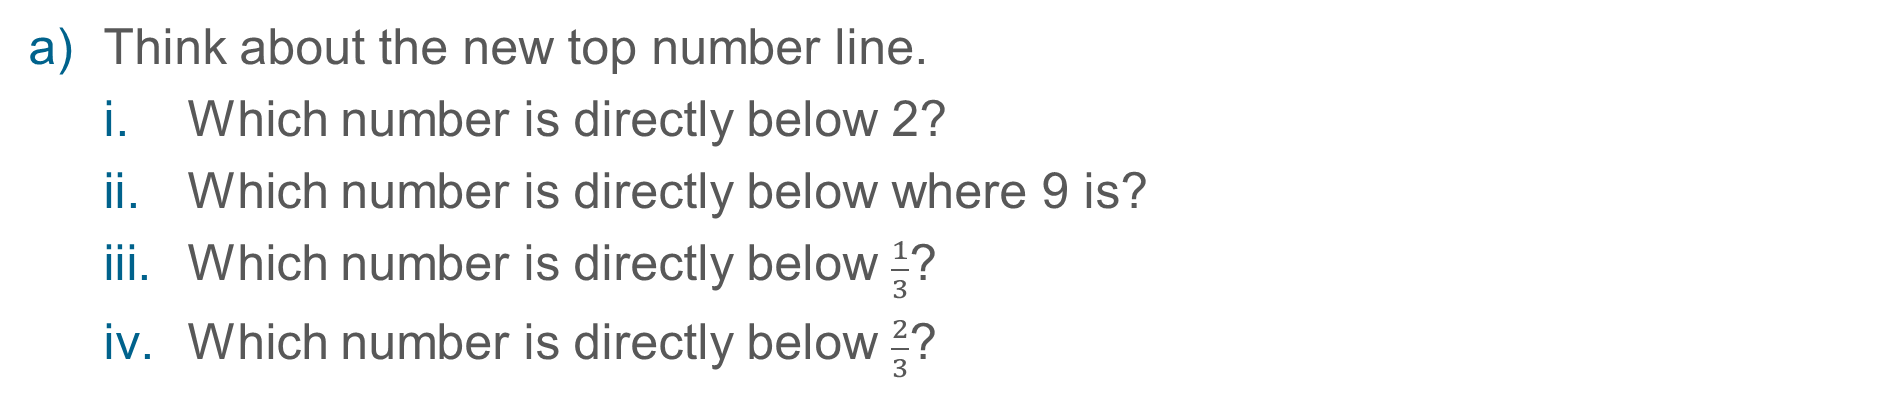 a) Think about the new top number line.
i. Which number is directly below 2?
ii. Which number is directly below where 9 is?
iii. Which number is directly below 1/3?
iv. Which number is directly below 2/3?